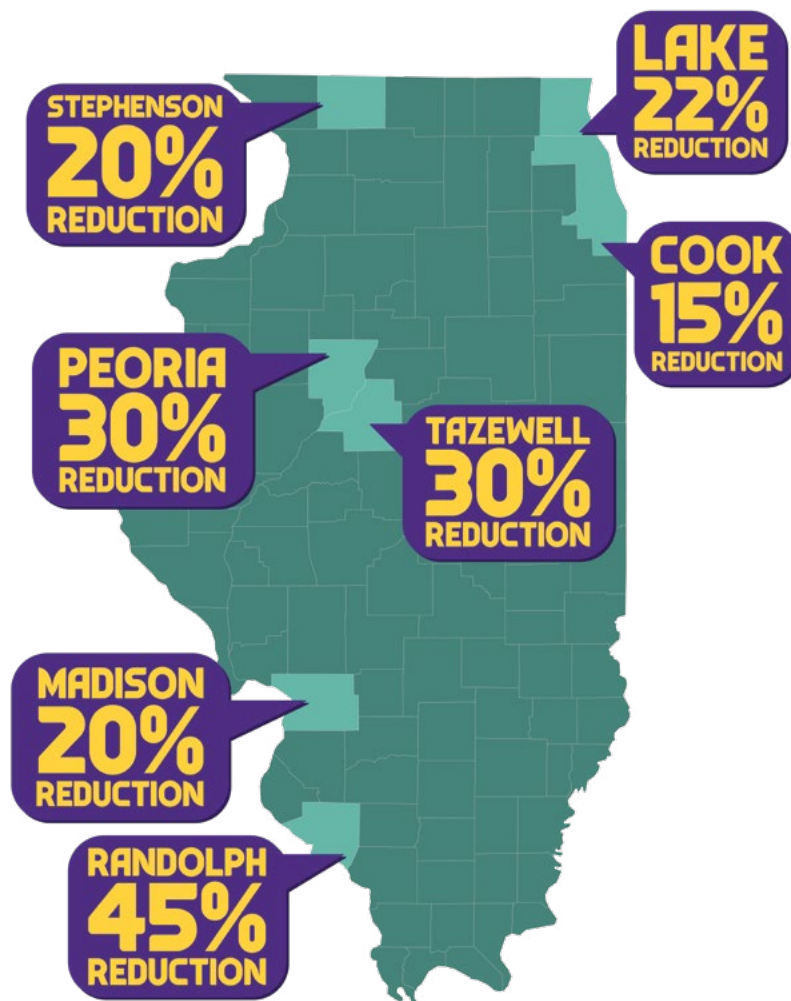 LAKE
22%
REDUCTION
STEPHENSON
20%
REDUCTION
COOK
15%
REDUCTION
PEORIA
30%
REDUCTION
TAZEWELL
30%
REDUCTION
MADISON
20%
REDUCTION
RANDOLPH
45%
REDUCTION